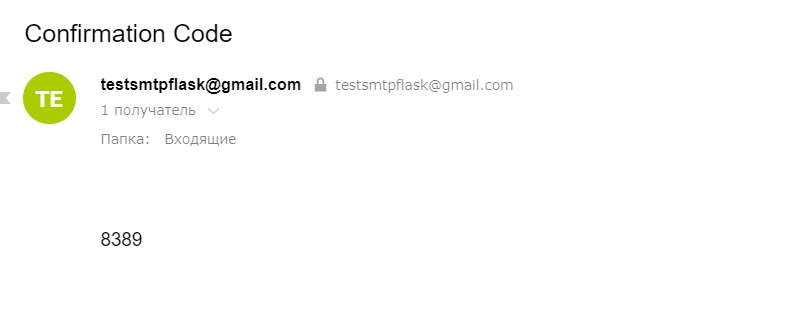 Confirmation Code
TE
testsmtpflask@gmail.com testsmtpflask@gmail.com
1 получатель
Папка: Входящие
8389